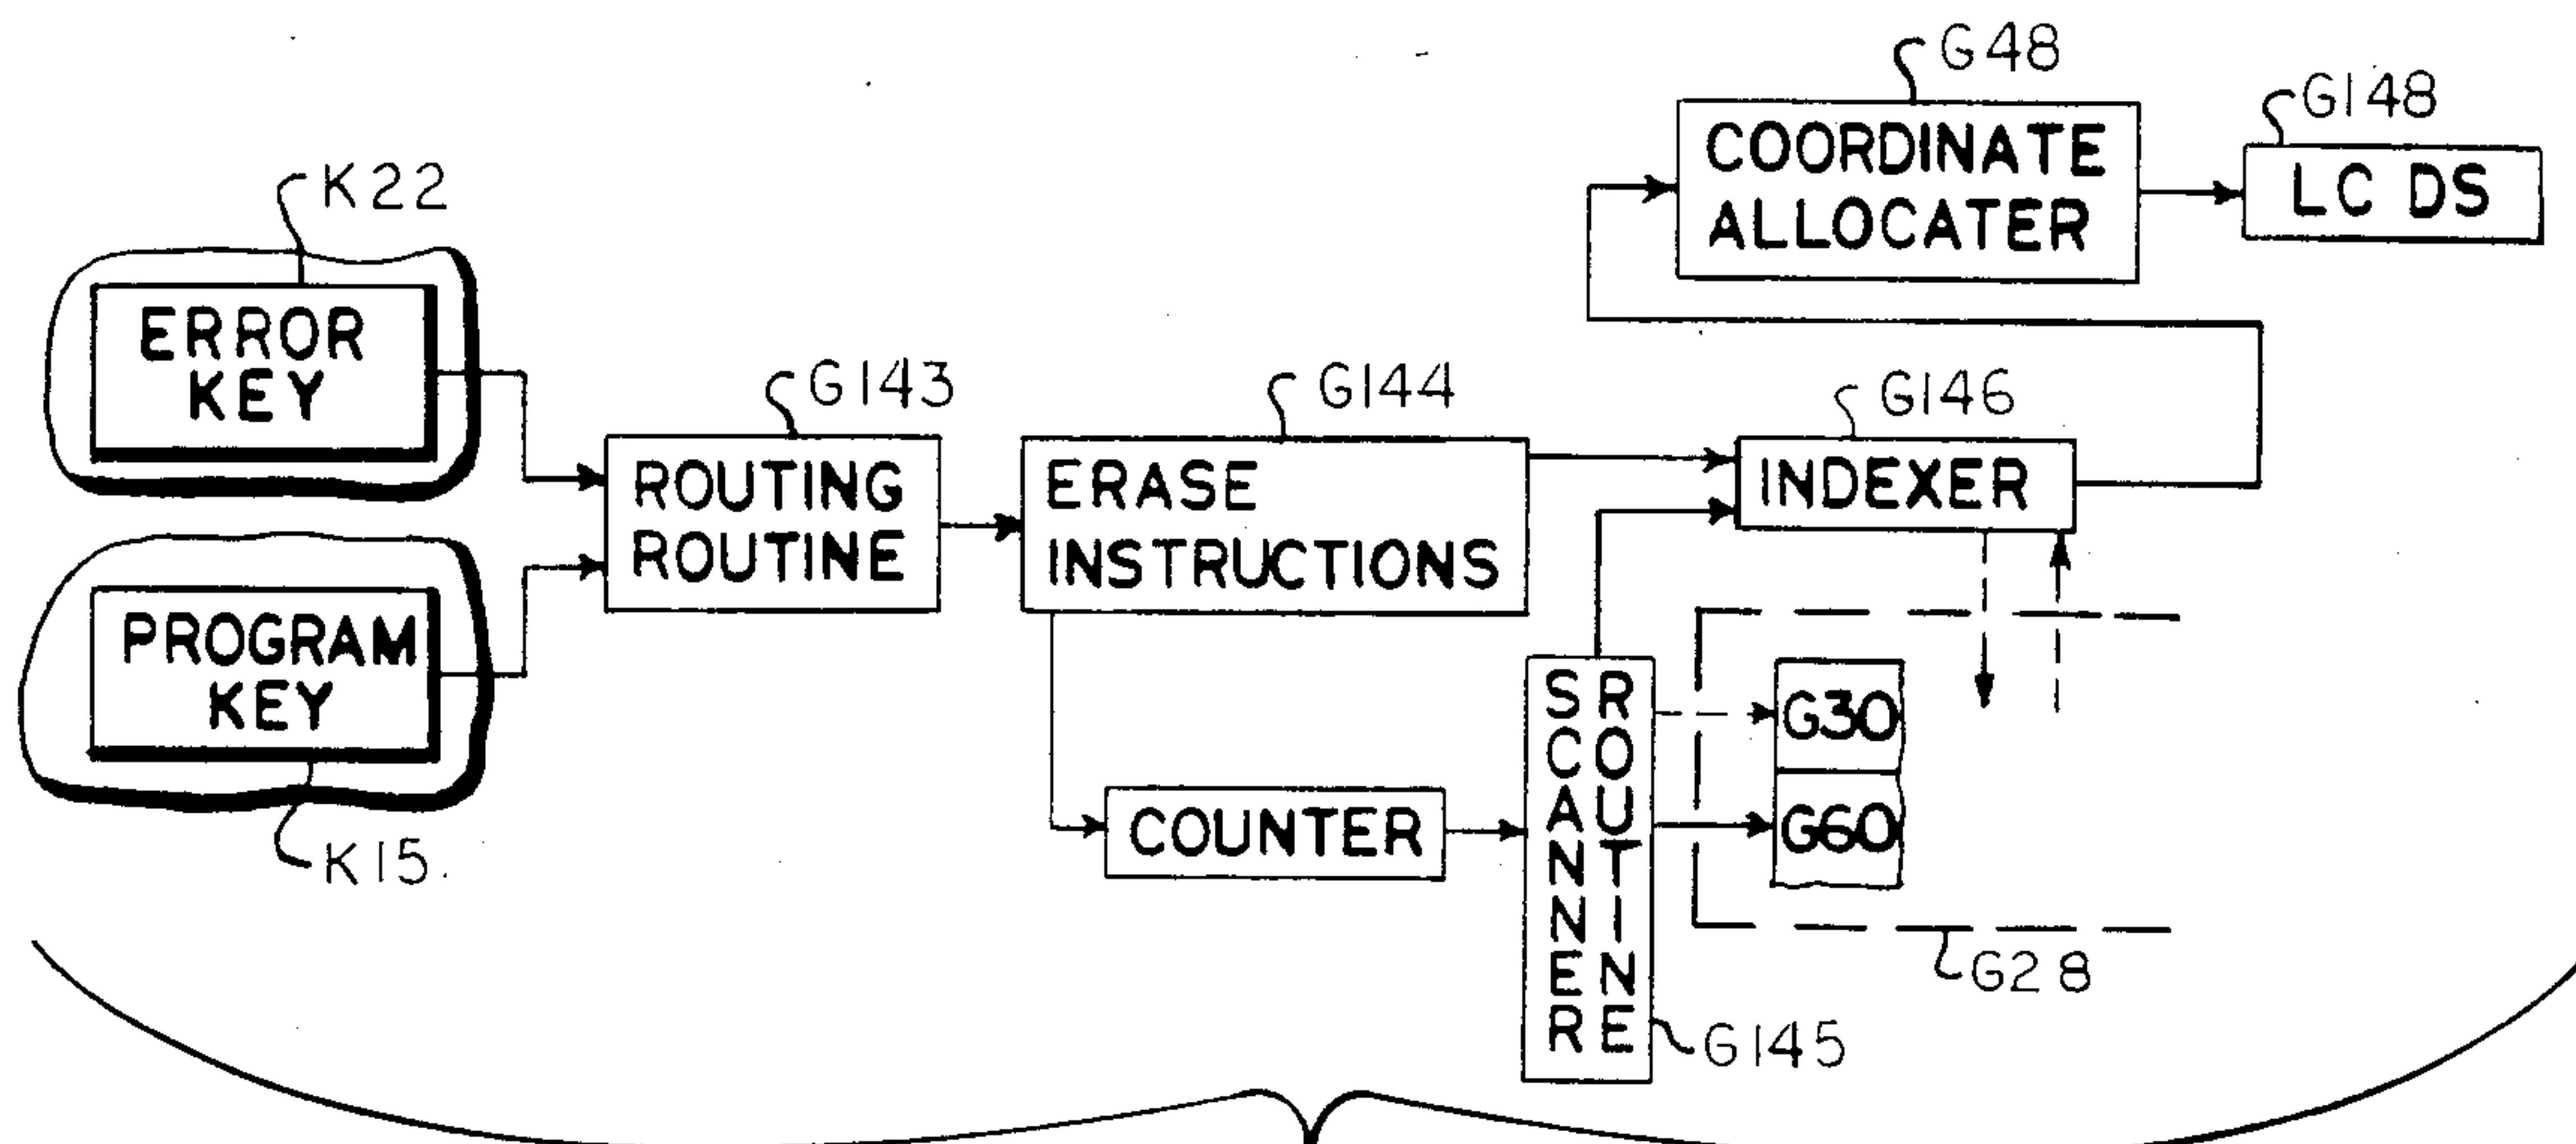 G48
G148
COORDINATE
ALLOCATER
LC DS
K22
ERROR
KEY
G143
G144
G146
ROUTING
ROUTINE
ERASE
INSTRUCTIONS
INDEXER
PROGRAM
KEY
K15.
COUNTER
SCANNER
ROUTINE
G30
G60
G28
G145